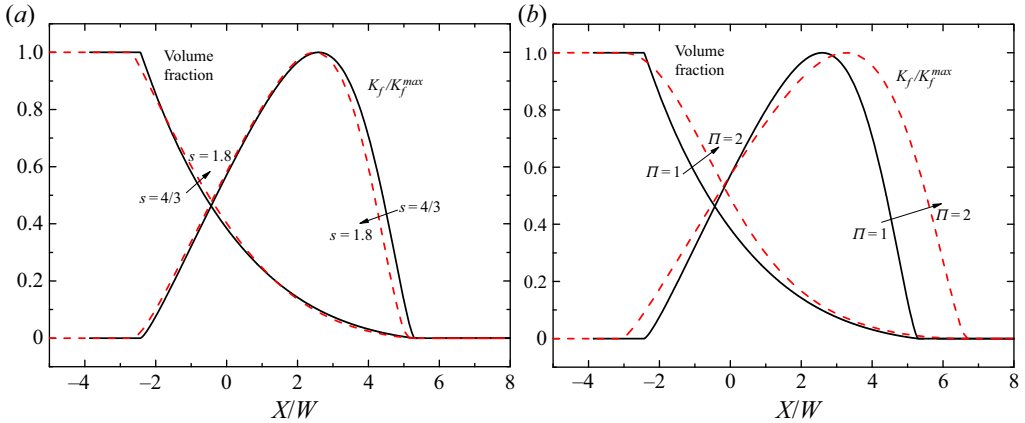 (a)
1.0
0.8
0.6
0.4
0.2
0
Volume
fraction
K_f/K_f^max
s = 1.8
s = 4/3
s = 4/3
s = 1.8
–4
–2
0
2
4
6
8
X/W
(b)
1.0
0.8
0.6
0.4
0.2
0
Volume
fraction
K_f/K_f^max
Π = 2
Π = 1
Π = 2
Π = 1
–4
–2
0
2
4
6
8
X/W